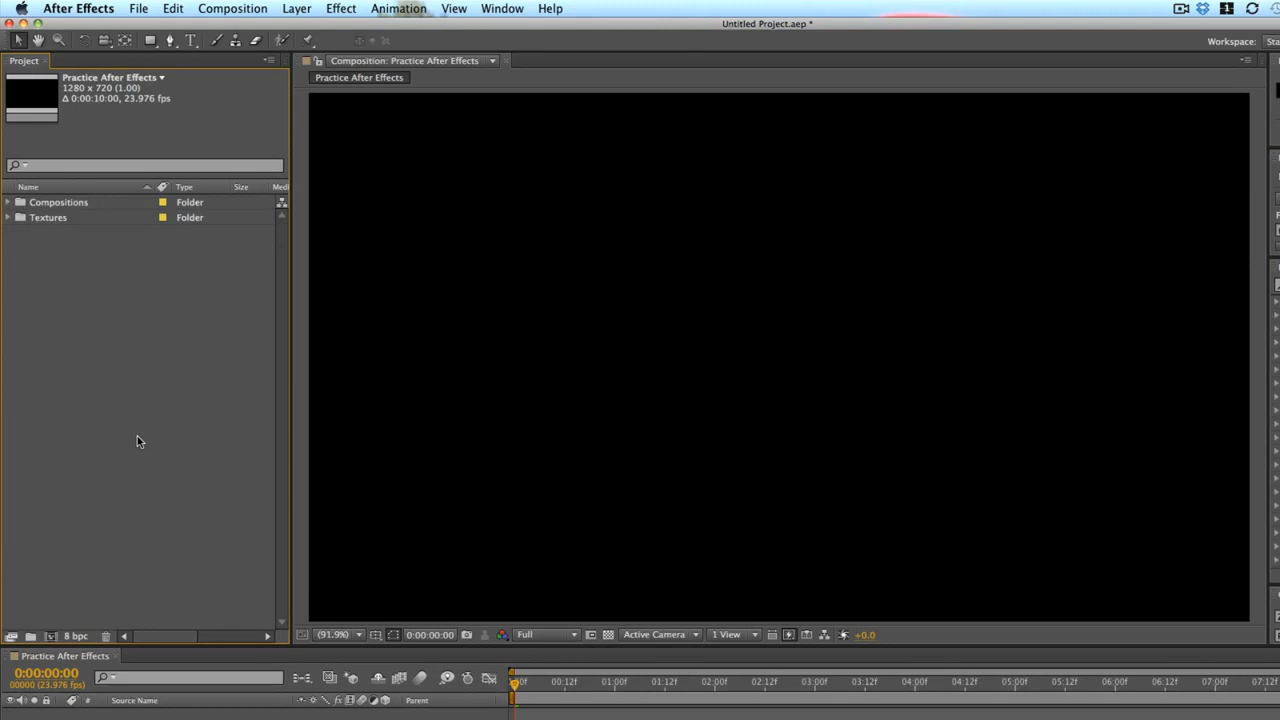 After Effects File Edit Composition Layer Effect Animation View Window Help
Untitled Project.aep *
Workspace:
Project
Composition: Practice After Effects
Practice After Effects
1280 x 720 (1.00)
Δ 0:00:10:00, 23.976 fps
Practice After Effects
Name Type Size
Compositions Folder
Textures Folder
8 bpc
(91.9%) 0:00:00:00 Full Active Camera 1 View +0.0
Practice After Effects
0:00:00:00
00000 (23.976 fps)
00:12f 01:00f 01:12f 02:00f 02:12f 03:00f 03:12f 04:00f 04:12f 05:00f 05:12f 06:00f 06:12f 07:00f 07:12f
# Source Name fx Parent